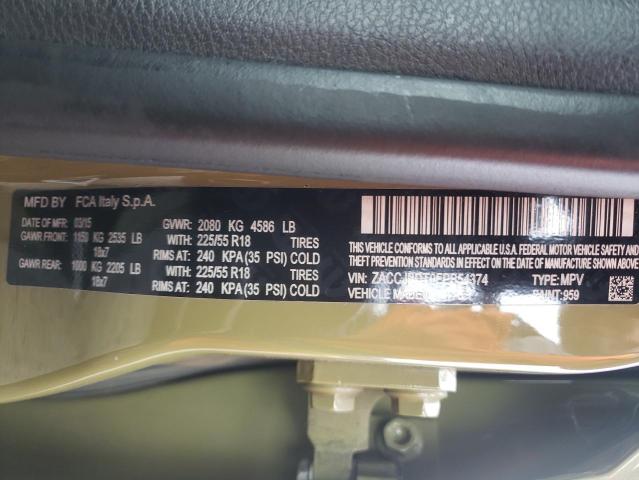 MFD BY FCA Italy S.p.A.
DATE OF MFR 03/15 GVWR: 2080 KG 4586 LB
GAWR FRONT: 1150 KG 2535 LB WITH: 225/55 R18 TIRES
18x7 RIMS AT: 240 KPA(35 PSI) COLD
GAWR REAR: 1000 KG 2205 LB WITH: 225/55 R18 TIRES
18x7 RIMS AT: 240 KPA(35 PSI) COLD
THIS VEHICLE CONFORMS TO ALL APPLICABLE U.S.A. FEDERAL MOTOR VEHICLE SAFETY AND
THEFT PREVENTION STANDARDS IN EFFECT ON THE DATE OF MANUFACTURE SHOWN ABOVE
VIN: TYPE: MPV
VEHICLE MADE PAINT: 959